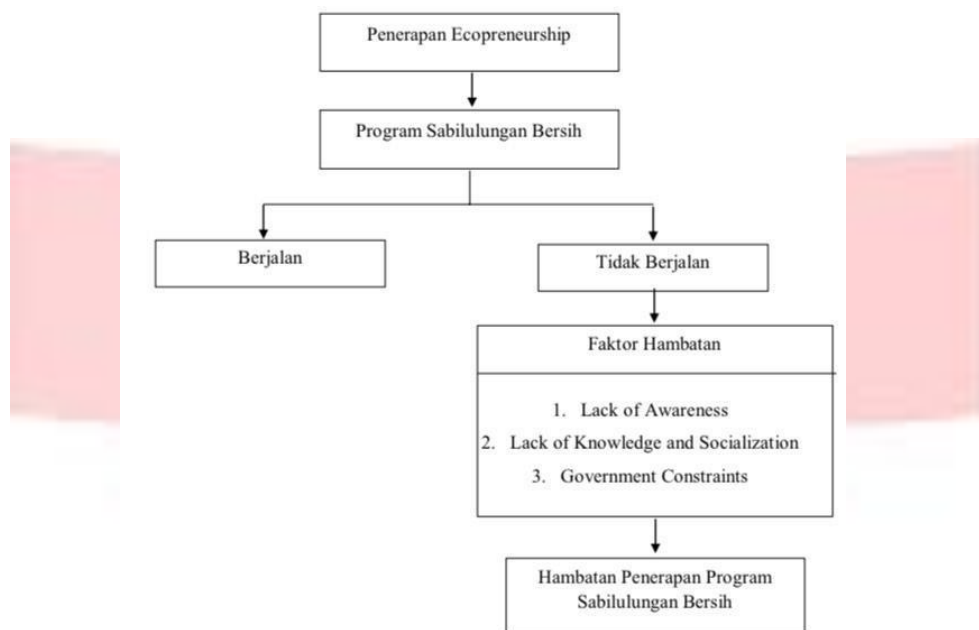 Penerapan Ecopreneurship
Program Sabilulungan Bersih
Berjalan
Tidak Berjalan
Faktor Hambatan
1. Lack of Awareness
2. Lack of Knowledge and Socialization
3. Government Constraints
Hambatan Penerapan Program
Sabilulungan Bersih